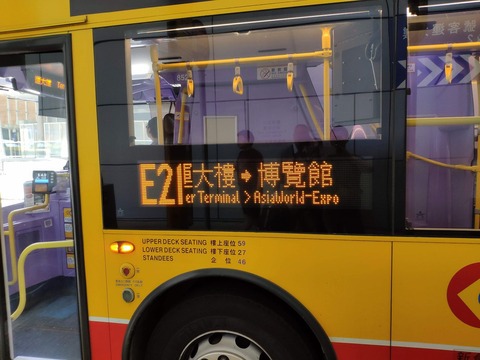 E21 大樓 → 博覽館
er Terminal > AsiaWorld-Expo
UPPER DECK SEATING 樓上座位 59
LOWER DECK SEATING 樓下座位 27
STANDEES 企位 46